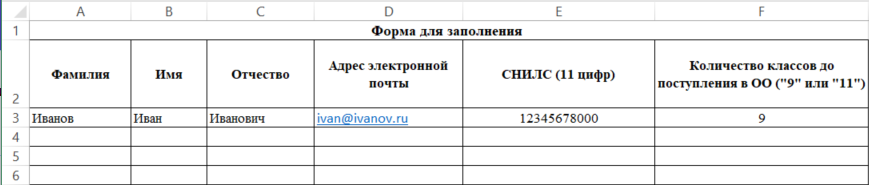 A B C D E F
1 Форма для заполнения
2 Фамилия Имя Отчество Адрес электронной почты СНИЛС (11 цифр) Количество классов до поступления в ОО ("9" или "11")
3 Иванов Иван Иванович ivan@ivanov.ru 12345678000 9
4
5
6